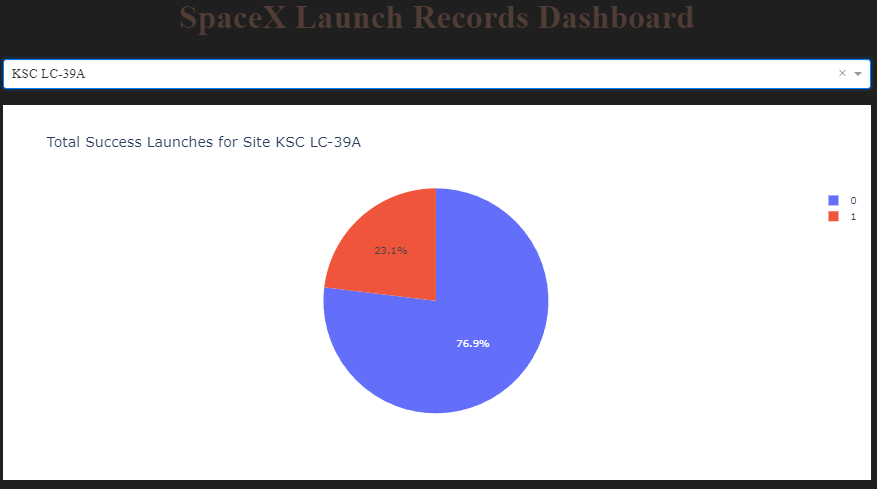 SpaceX Launch Records Dashboard
KSC LC-39A
Total Success Launches for Site KSC LC-39A
0
1
23.1%
76.9%